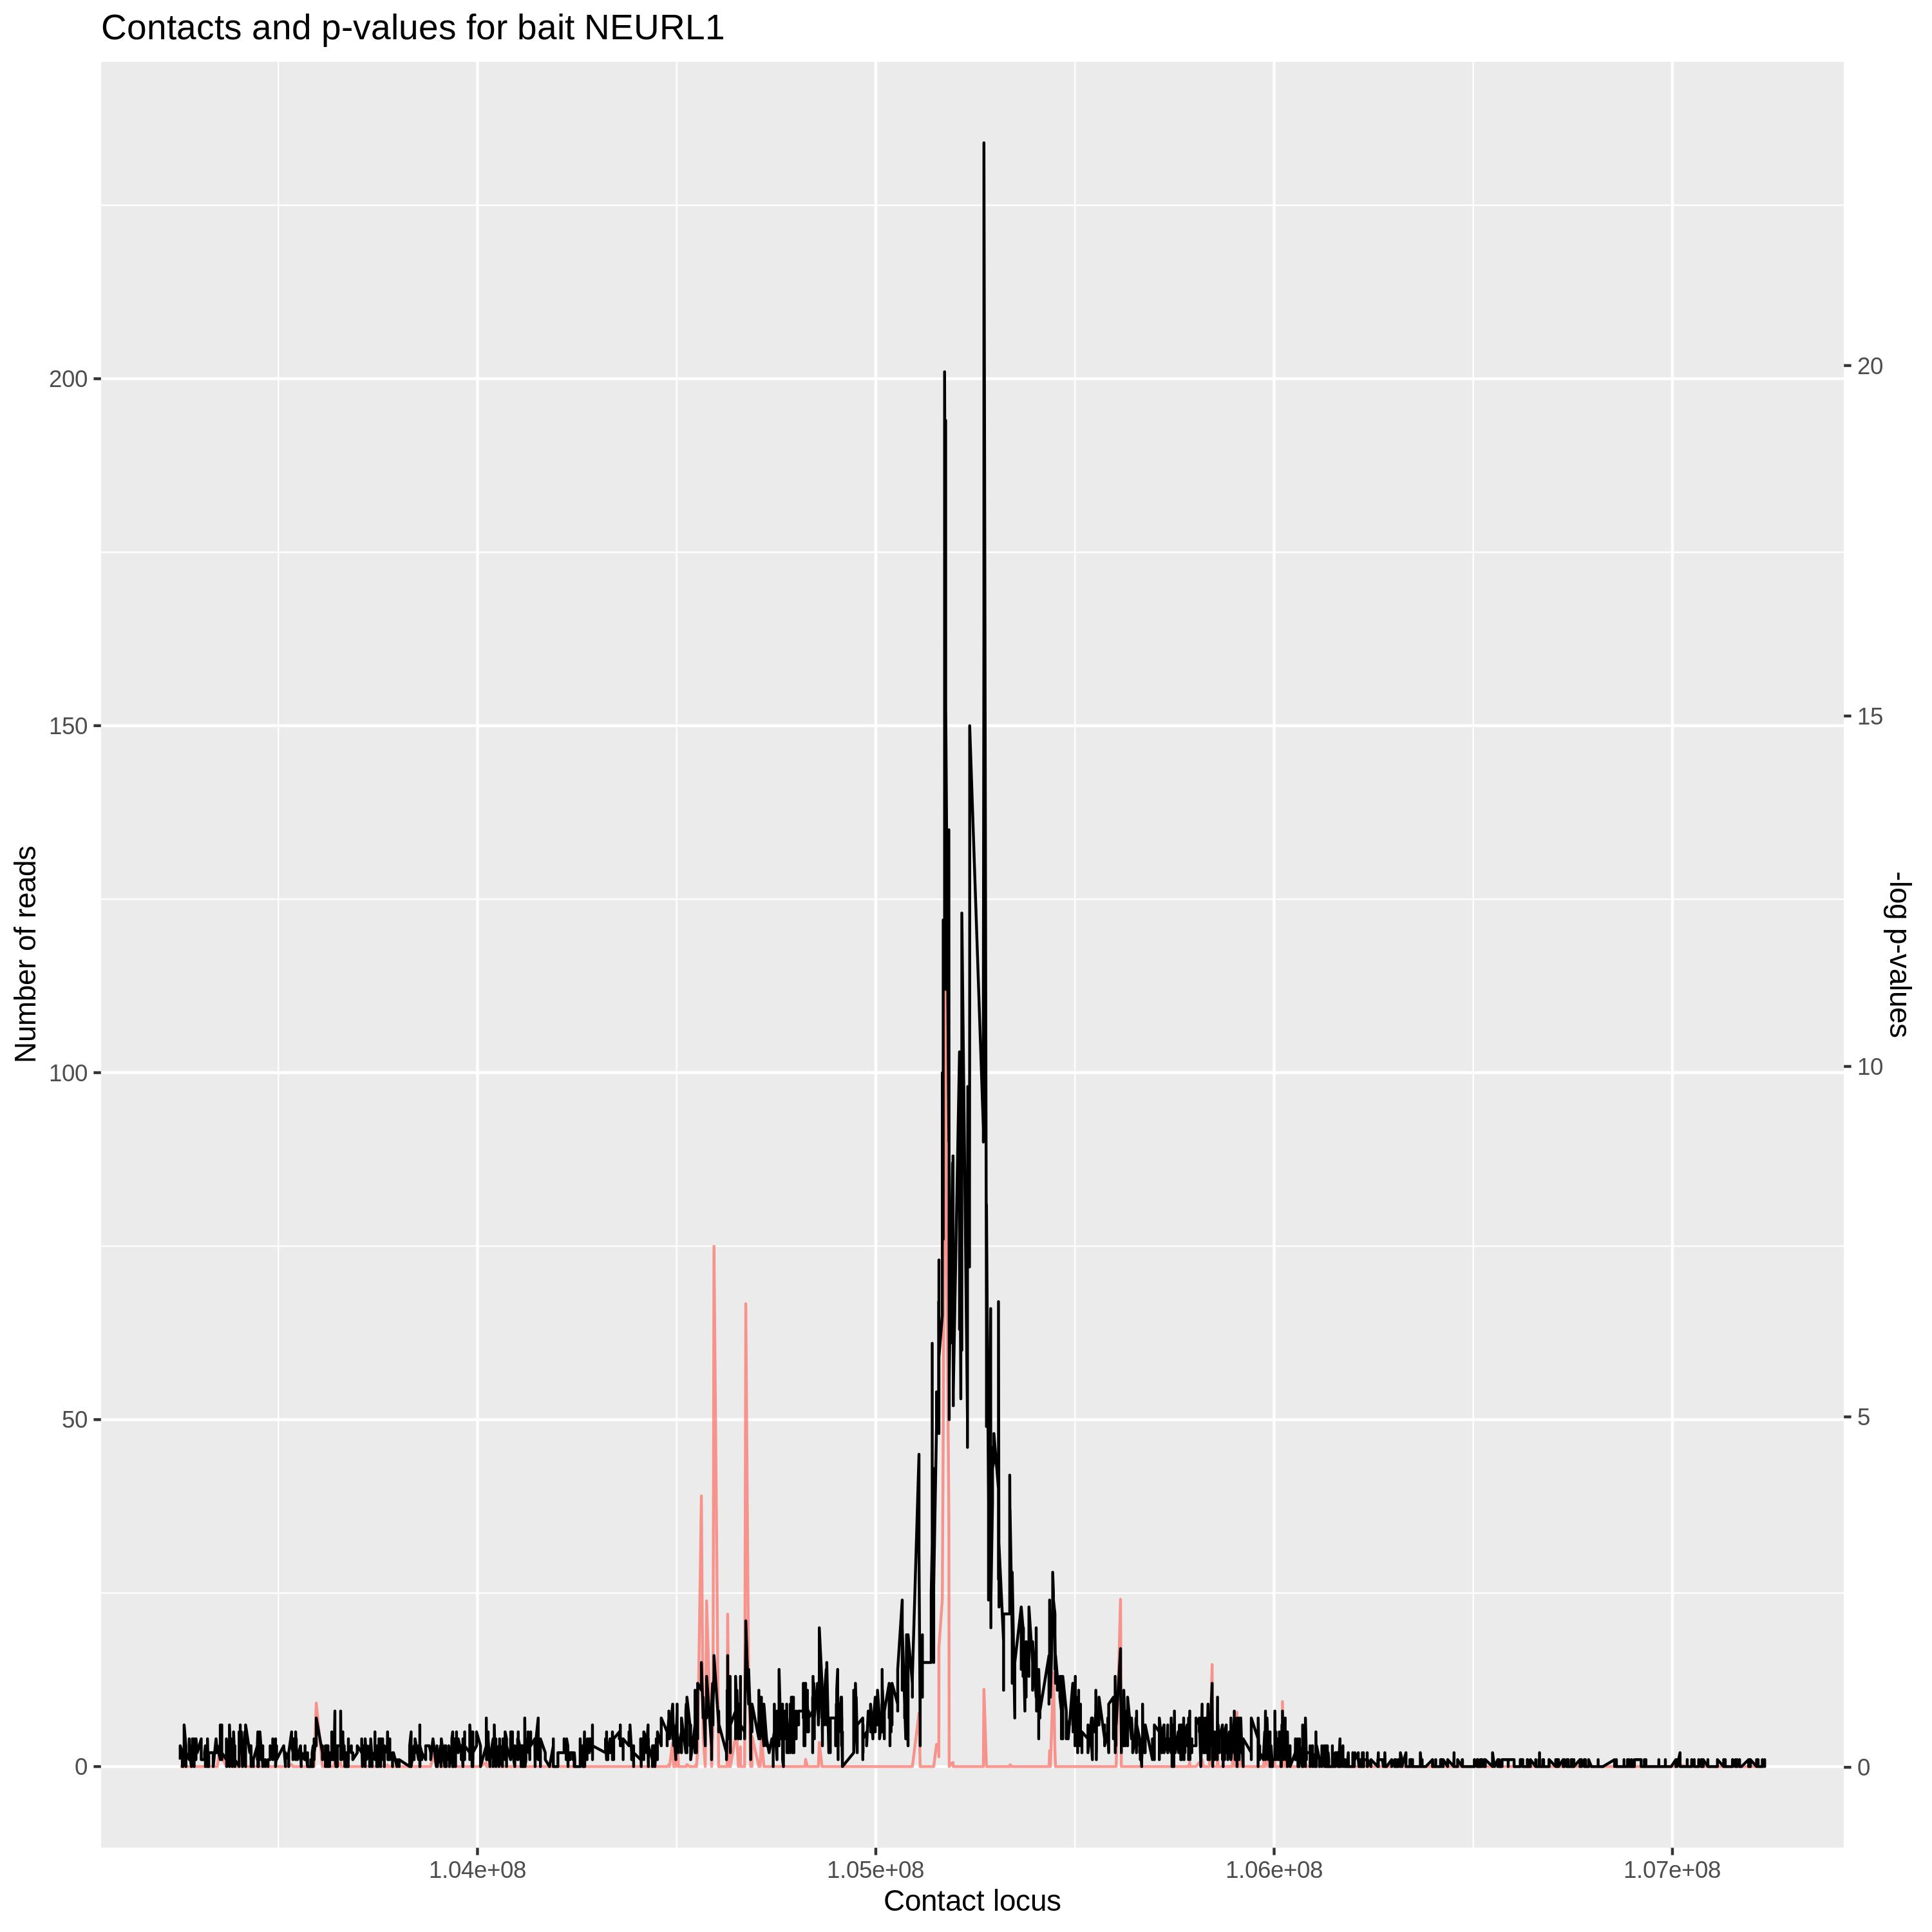 Contacts and p-values for bait NEURL1
Number of reads
200
150
100
50
0
20
15
10
5
0
-log p-values
1.04e+08
1.05e+08
1.06e+08
1.07e+08
Contact locus